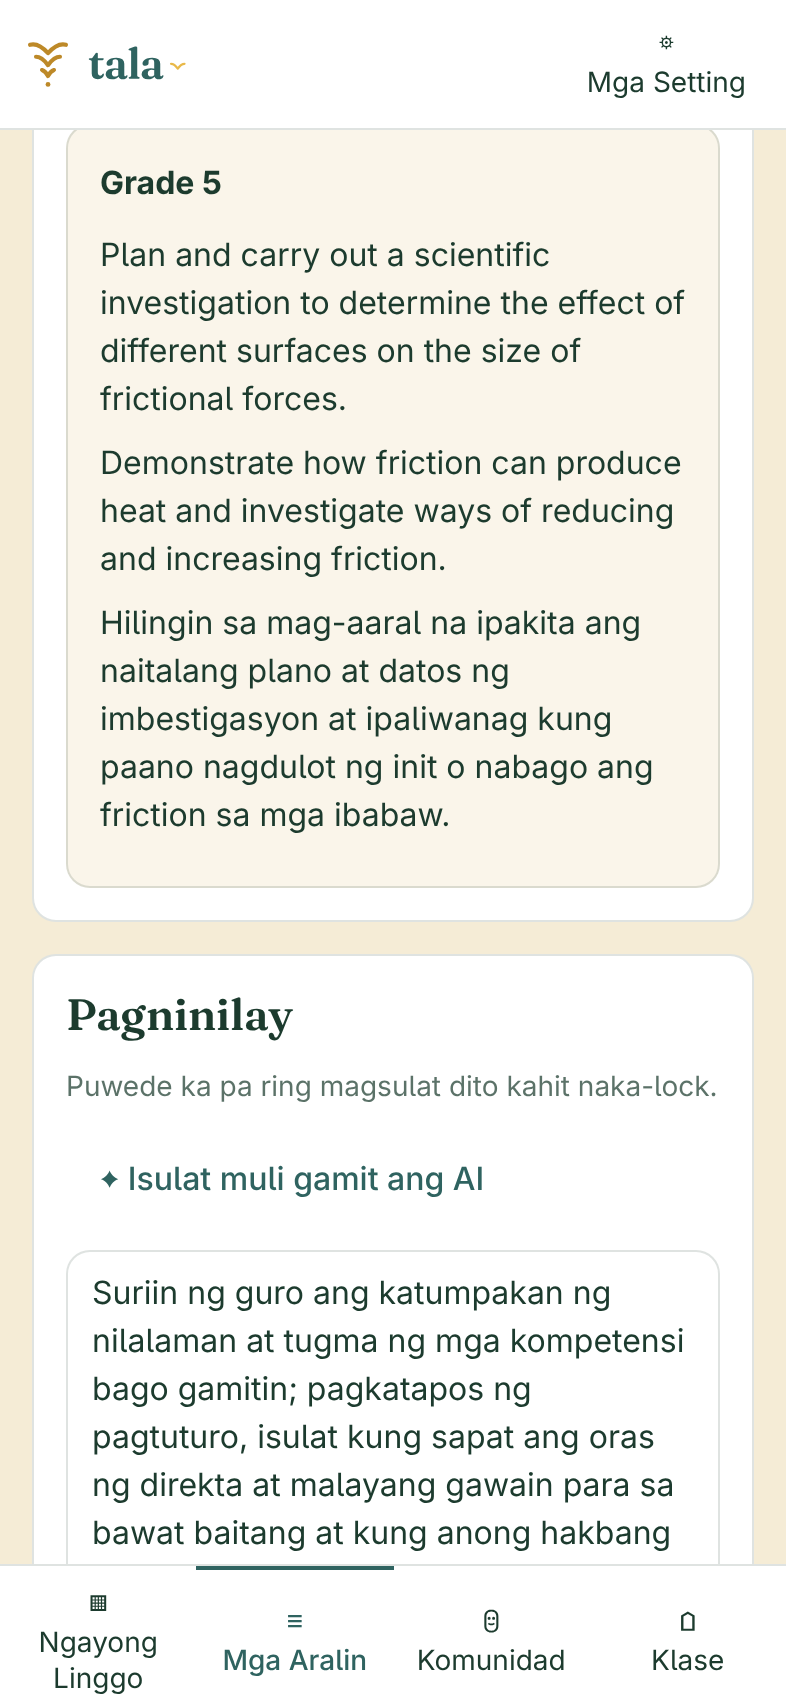 tala
Mga Setting
Grade 5
Plan and carry out a scientific
investigation to determine the effect of
different surfaces on the size of
frictional forces.
Demonstrate how friction can produce
heat and investigate ways of reducing
and increasing friction.
Hilingin sa mag-aaral na ipakita ang
naitalang plano at datos ng
imbestigasyon at ipaliwanag kung
paano nagdulot ng init o nabago ang
friction sa mga ibabaw.
Pagninilay
Puwede ka pa ring magsulat dito kahit naka-lock.
✦ Isulat muli gamit ang AI
Suriin ng guro ang katumpakan ng
nilalaman at tugma ng mga kompetensi
bago gamitin; pagkatapos ng
pagtuturo, isulat kung sapat ang oras
ng direkta at malayang gawain para sa
bawat baitang at kung anong hakbang
Ngayong
Linggo
Mga Aralin
Komunidad
Klase